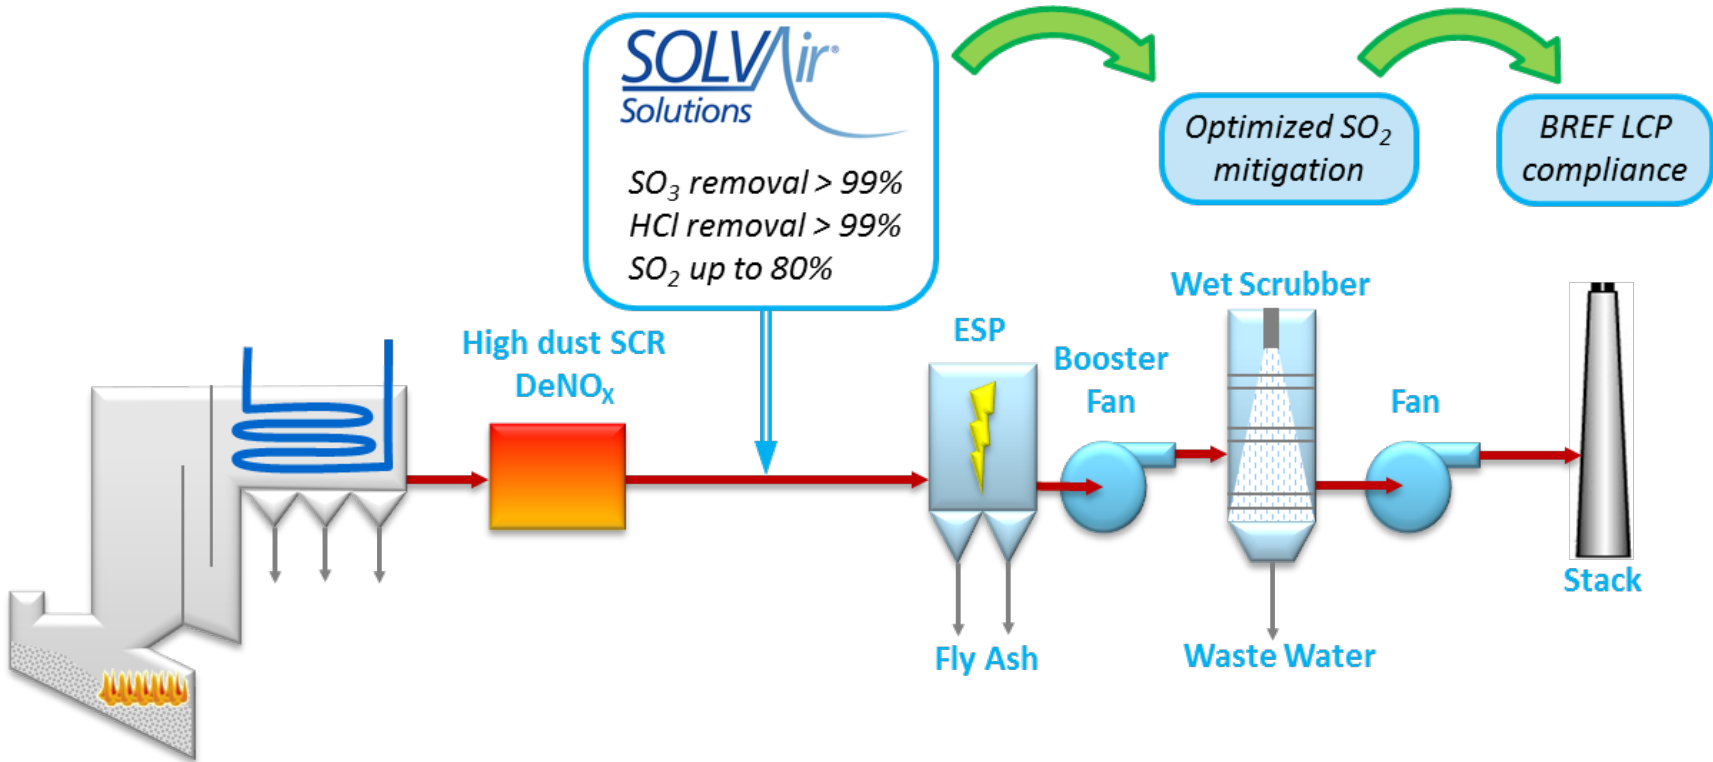 SOLVAir®
Solutions
SO₃ removal > 99%
HCl removal > 99%
SO₂ up to 80%
Optimized SO₂
mitigation
BREF LCP
compliance
High dust SCR
DeNOₓ
ESP
Booster
Fan
Wet Scrubber
Fan
Stack
Fly Ash
Waste Water